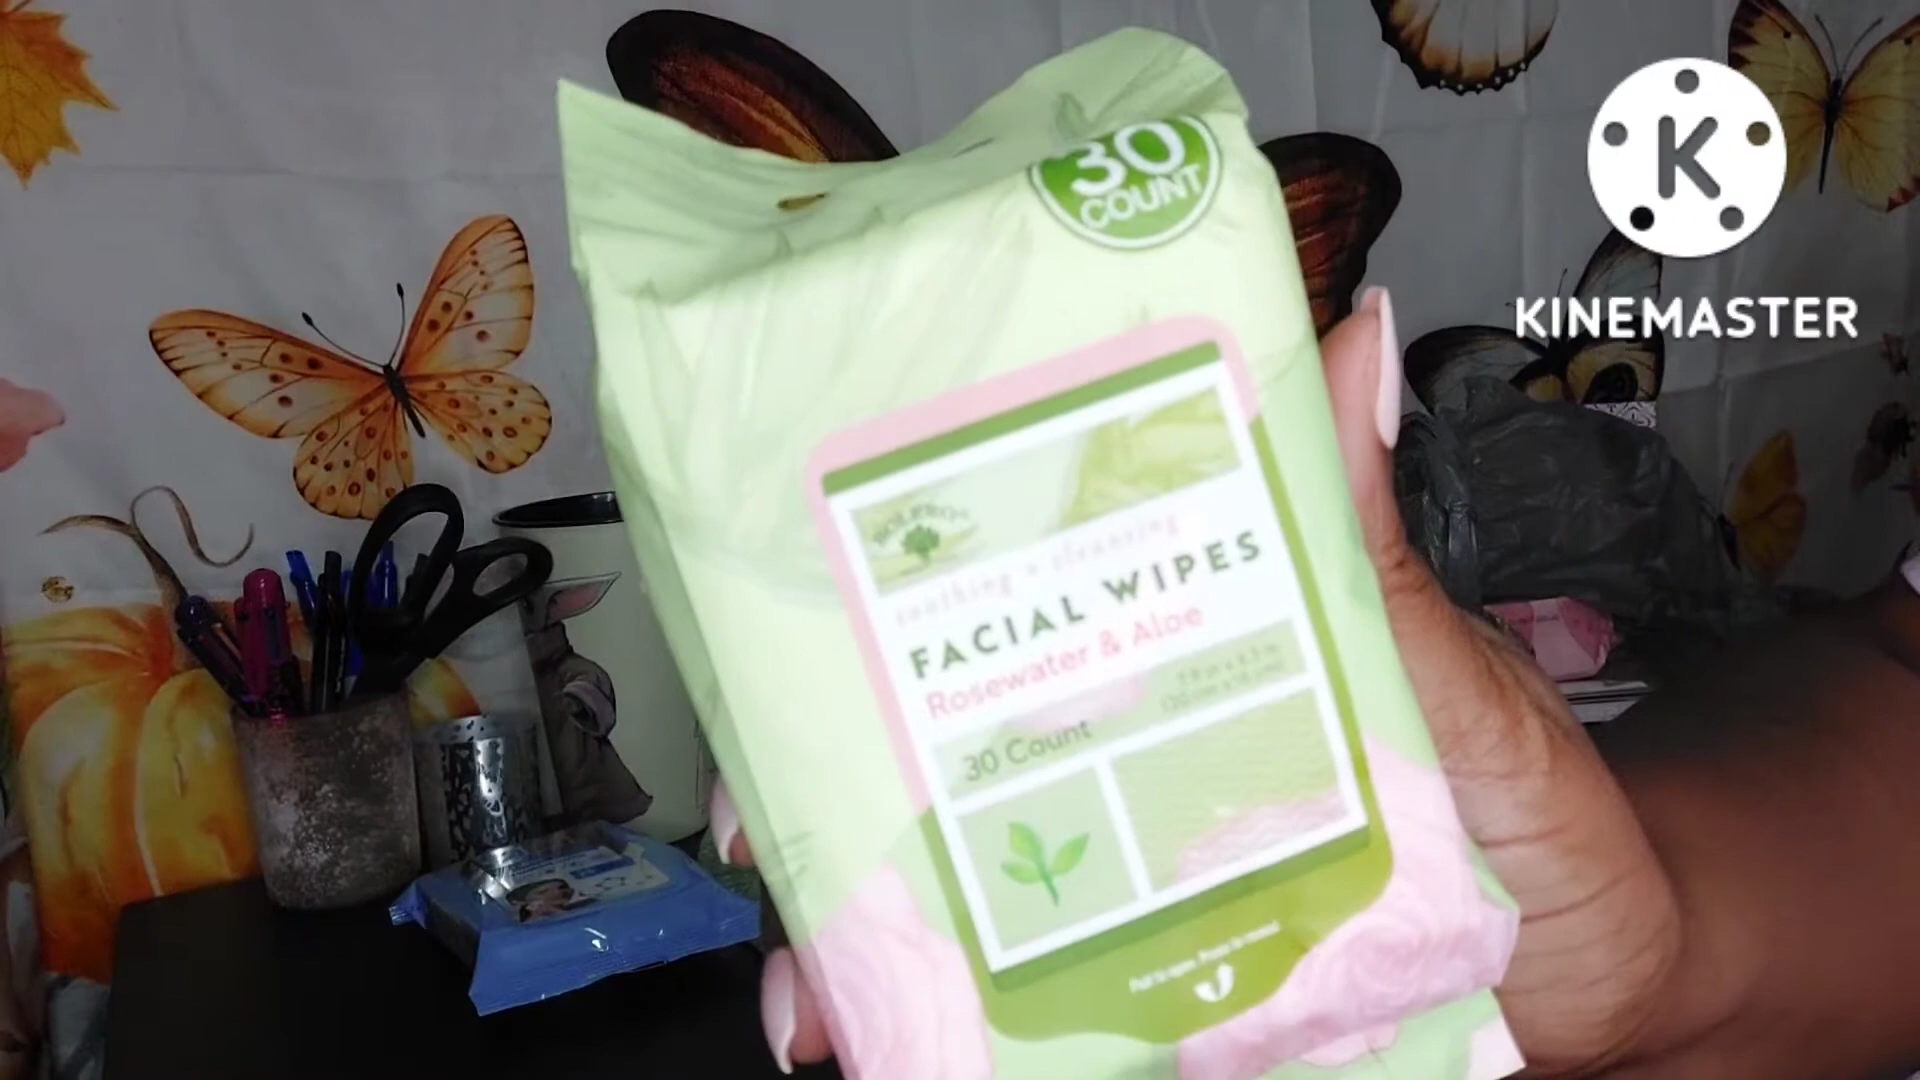 30
COUNT
KINEMASTER
soothing + cleansing
FACIAL WIPES
Rosewater & Aloe
30 Count